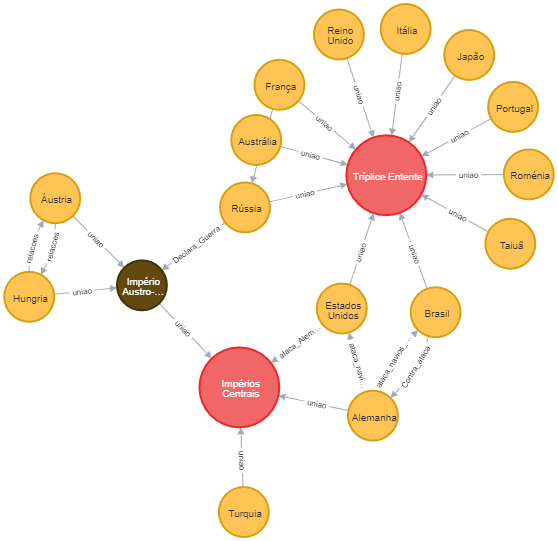 Reino
Unido
Itália
Japão
França
Portugal
Austrália
Tríplice Entente
Roménia
Áustria
Rússia
Taiuã
Império
Austro-...
Hungria
Estados
Unidos
Brasil
Impérios
Centrais
Alemanha
Turquia
uniao
uniao
uniao
uniao
uniao
uniao
uniao
uniao
uniao
uniao
uniao
relacoes
relacoes
uniao
uniao
Declara_Guerra
uniao
ataca_Alem...
ataca_navi...
ataca_navios_...
Contra_ataca
uniao
uniao